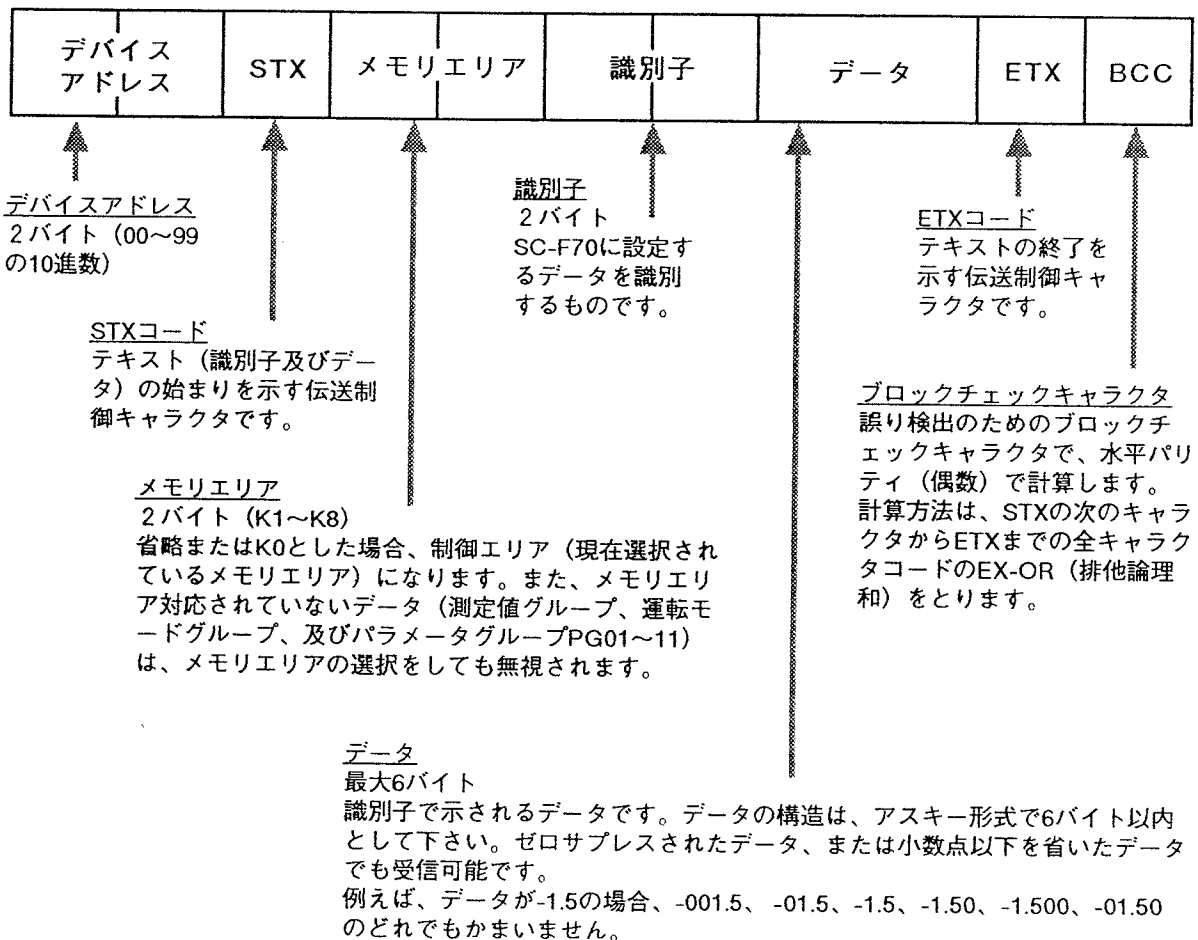 デバイス
アドレス
STX
メモリエリア
識別子
データ
ETX
BCC
デバイスアドレス
2バイト（00～99
の10進数）
STXコード
テキスト（識別子及びデー
タ）の始まりを示す伝送制
御キャラクタです。
メモリエリア
2バイト（K1～K8）
省略またはK0とした場合、制御エリア（現在選択され
ているメモリエリア）になります。また、メモリエリ
ア対応されていないデータ（測定値グループ、運転モ
ードグループ、及びパラメータグループPG01～11）
は、メモリエリアの選択をしても無視されます。
識別子
2バイト
SC-F70に設定す
るデータを識別
するものです。
データ
最大6バイト
識別子で示されるデータです。データの構造は、アスキー形式で6バイト以内
として下さい。ゼロサプレスされたデータ、または小数点以下を省いたデータ
でも受信可能です。
例えば、データが-1.5の場合、-001.5、-01.5、-1.5、-1.50、-1.500、-01.50
のどれでもかまいません。
ETXコード
テキストの終了を
示す伝送制御キャ
ラクタです。
ブロックチェックキャラクタ
誤り検出のためのブロックチ
ェックキャラクタで、水平パリ
ティ（偶数）で計算します。
計算方法は、STXの次のキャラ
クタからETXまでの全キャラク
タコードのEX-OR（排他論理
和）をとります。